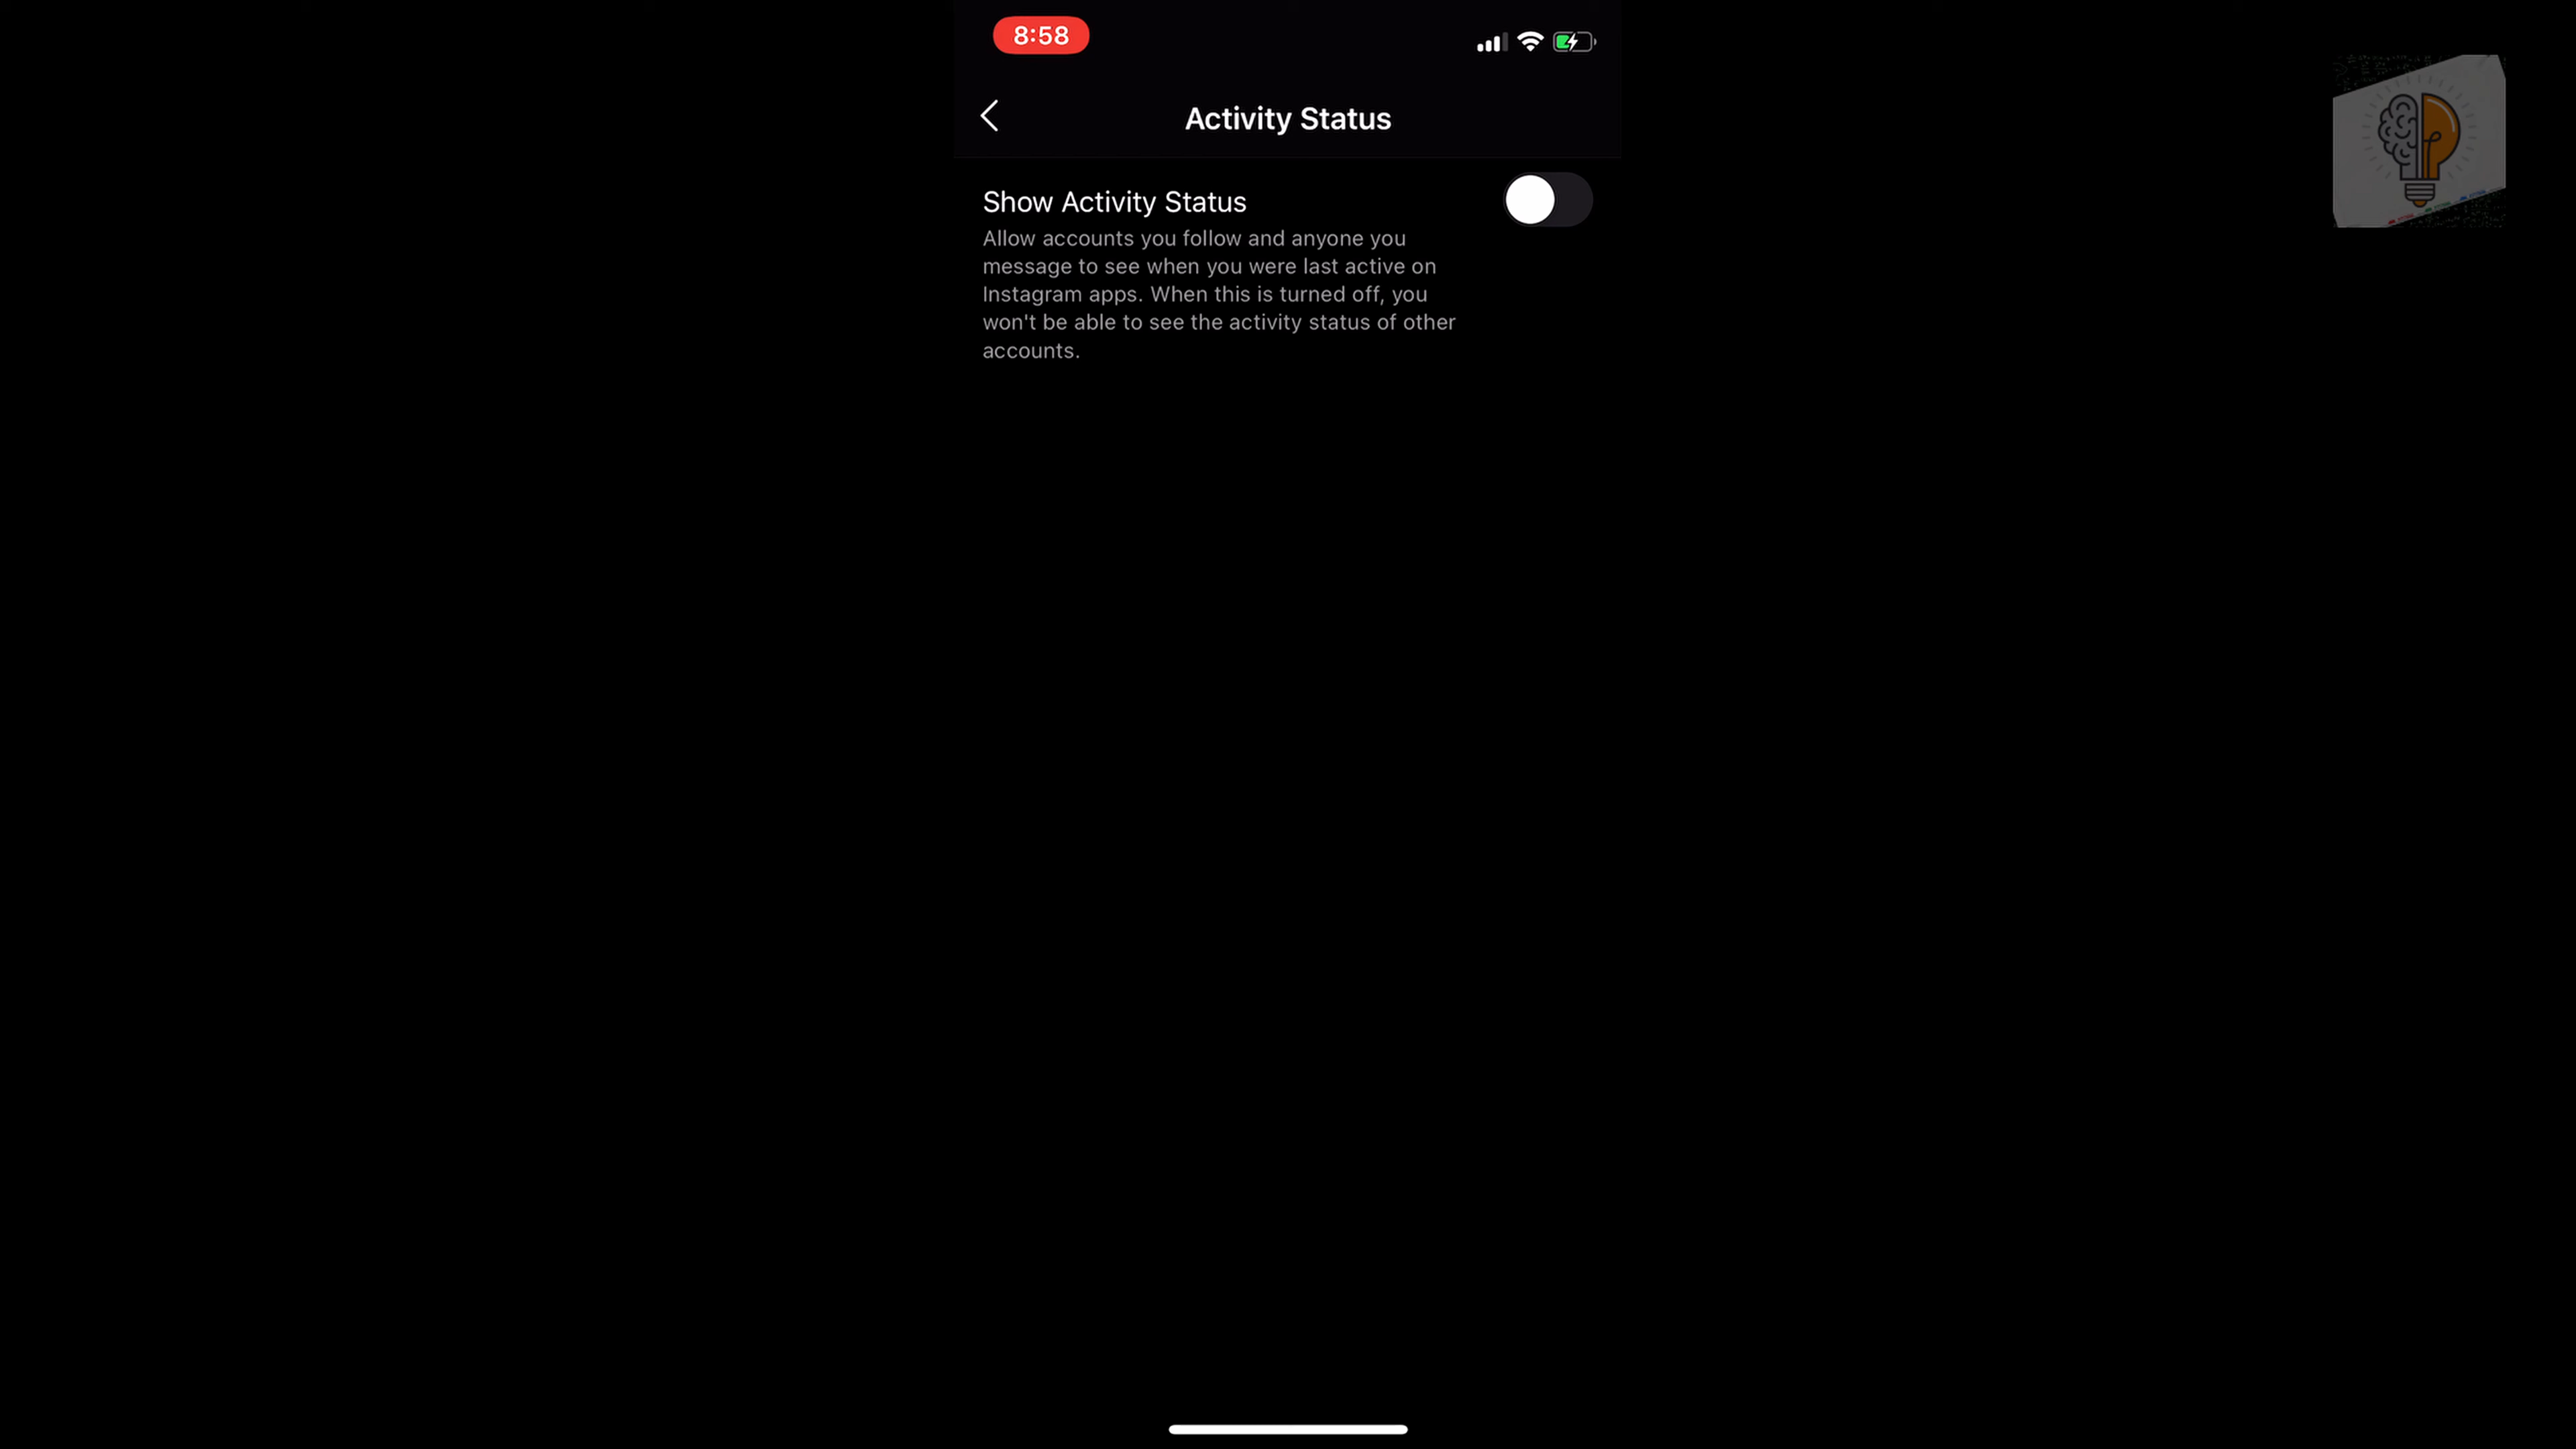 8:58
Activity Status
Show Activity Status
Allow accounts you follow and anyone you
message to see when you were last active on
Instagram apps. When this is turned off, you
won't be able to see the activity status of other
accounts.